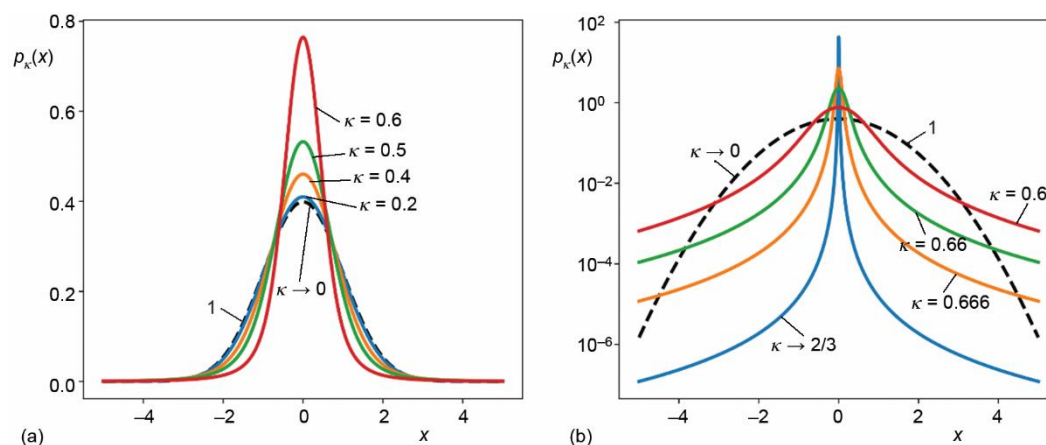 0.8
pκ(x)
0.6
0.4
0.2
0.0
κ = 0.6
κ = 0.5
κ = 0.4
κ = 0.2
κ → 0
1
−4
−2
0
2
4
(a)
x
10²
pκ(x)
10⁰
10⁻²
10⁻⁴
10⁻⁶
κ → 0
1
κ = 0.6
κ = 0.66
κ = 0.666
κ → 2/3
−4
−2
0
2
4
(b)
x